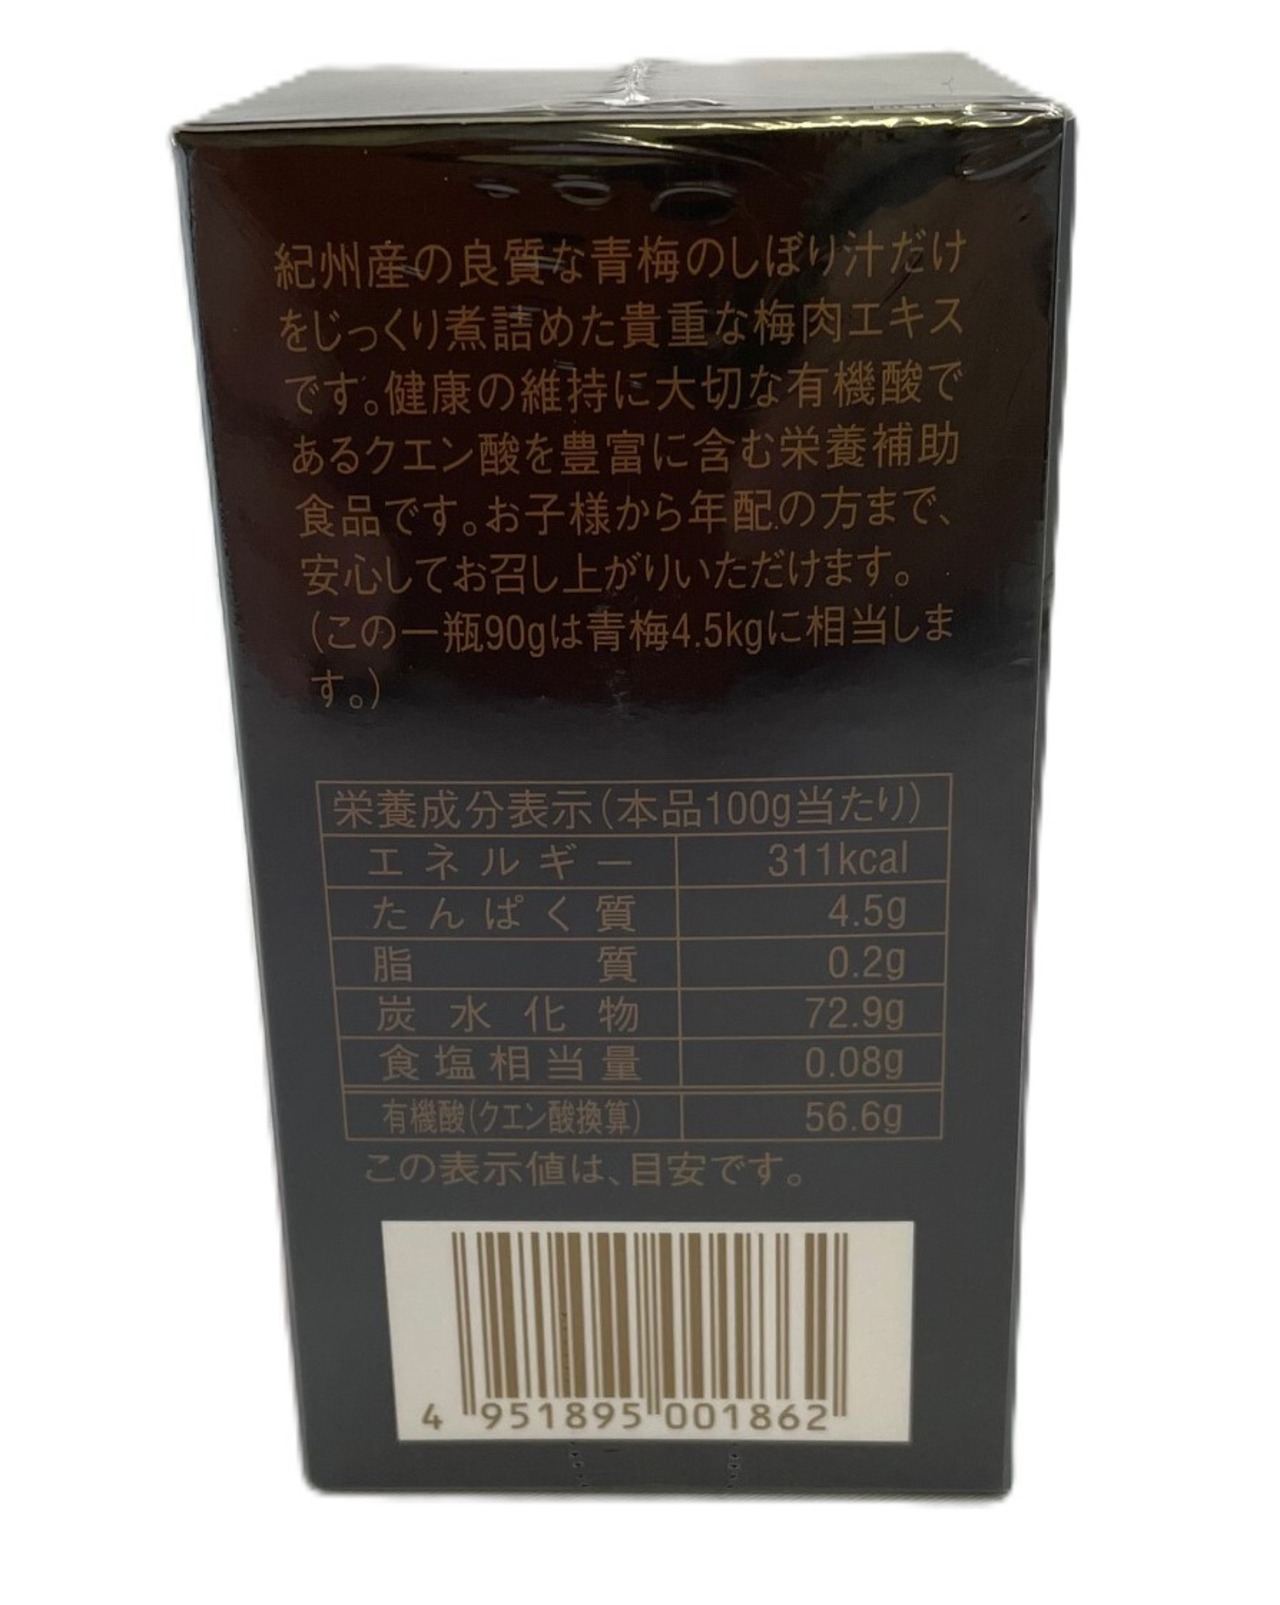 紀州産の良質な青梅のしぼり汁だけ
をじっくり煮詰めた貴重な梅肉エキス
です。健康の維持に大切な有機酸で
あるクエン酸を豊富に含む栄養補助
食品です。お子様から年配の方まで、
安心してお召し上がりいただけます。
(この一瓶90gは青梅4.5kgに相当しま
す。)
栄養成分表示(本品100g当たり)
エネルギー 311kcal
たんぱく質 4.5g
脂質 0.2g
炭水化物 72.9g
食塩相当量 0.08g
有機酸(クエン酸換算) 56.6g
この表示値は、目安です。
4 951895 001862